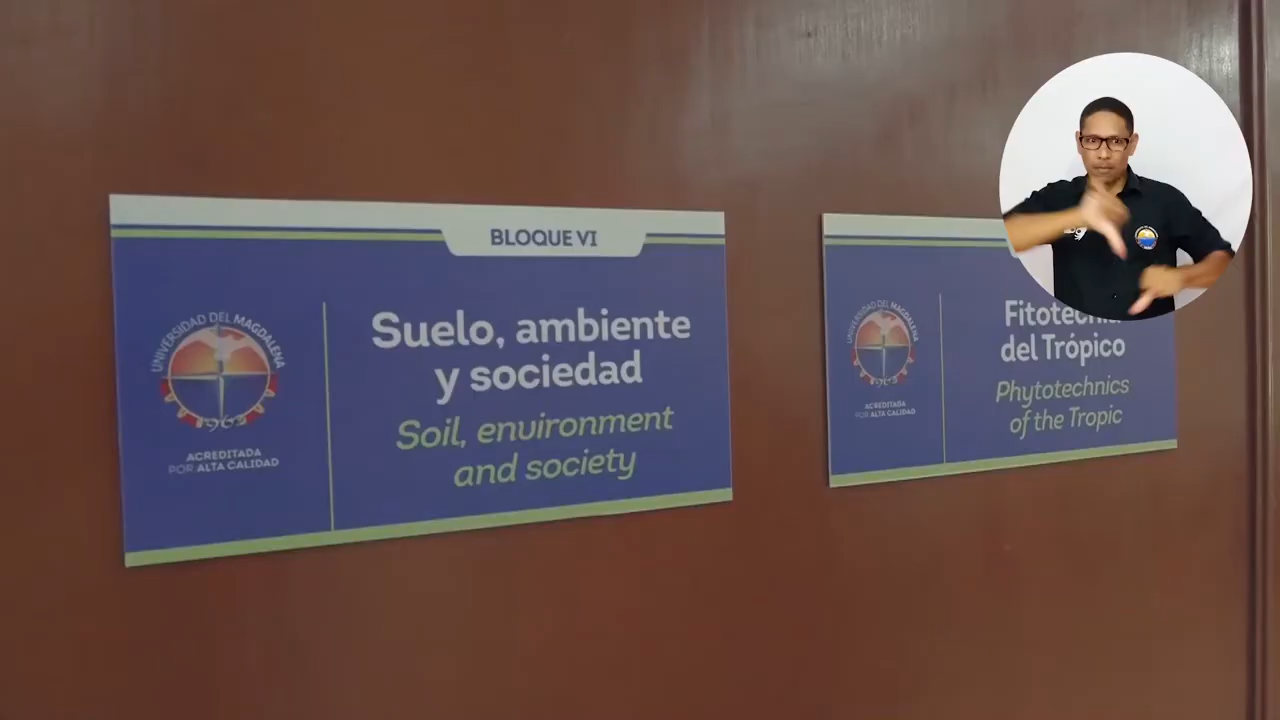 BLOQUE VI
UNIVERSIDAD DEL MAGDALENA
ACREDITADA
POR ALTA CALIDAD
Suelo, ambiente
y sociedad
Soil, environment
and society
UNIVERSIDAD DEL MAGDALENA
ACREDITADA
POR ALTA CALIDAD
del Trópico
Phytotechnics
of the Tropic